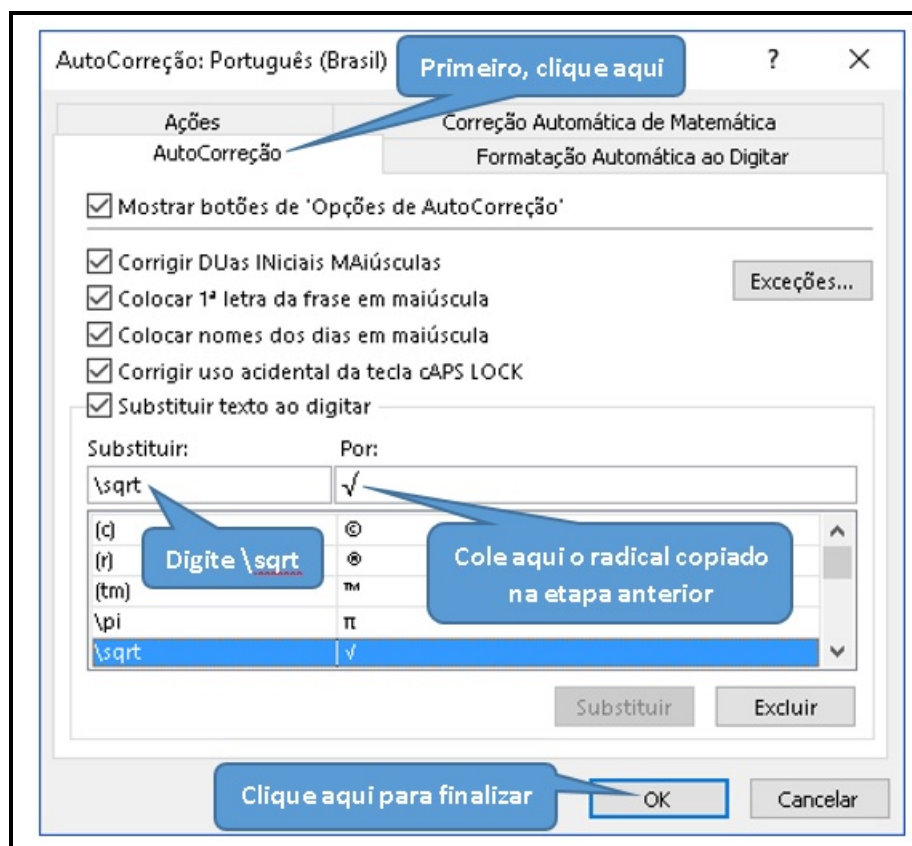 AutoCorreção: Português (Brasil)
Primeiro, clique aqui
?
Ações
Correção Automática de Matemática
AutoCorreção
Formatação Automática ao Digitar
Mostrar botões de 'Opções de AutoCorreção'
Corrigir DUas INiciais MAiúsculas
Exceções...
Colocar 1ª letra da frase em maiúscula
Colocar nomes dos dias em maiúscula
Corrigir uso acidental da tecla cAPS LOCK
Substituir texto ao digitar
Substituir: Por:
\sqrt √
(c) ©
(r) ®
(tm) ™
\pi π
\sqrt √
Digite \sqrt
Cole aqui o radical copiado
na etapa anterior
Substituir Excluir
Clique aqui para finalizar
OK Cancelar